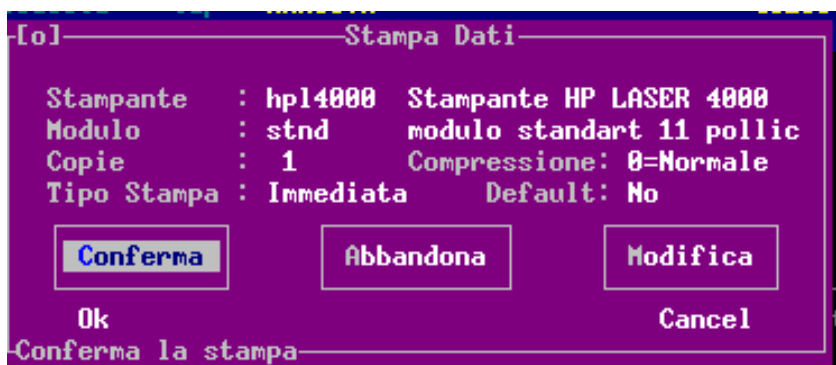 [o] Stampa Dati
Stampante : hpl4000 Stampante HP LASER 4000
Modulo : stnd modulo standart 11 pollic
Copie : 1 Compressione: 0=Normale
Tipo Stampa : Immediata Default: No
Conferma Abbandona Modifica
Ok Cancel
Conferma la stampa